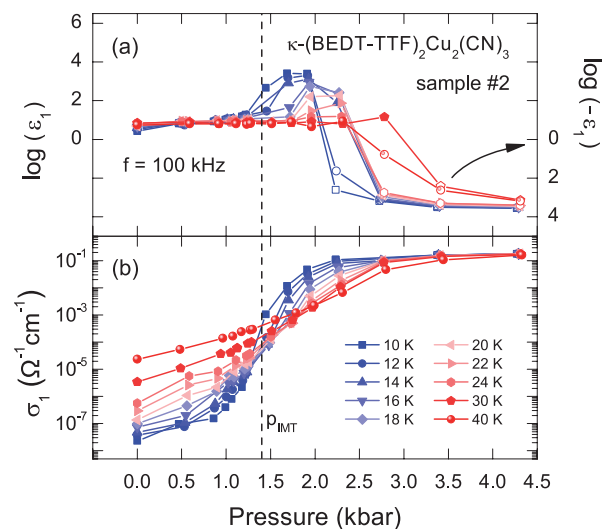 (a)
κ-(BEDT-TTF)₂Cu₂(CN)₃
sample #2
f = 100 kHz
log (ε₁)
6
4
2
0
log (-ε₁)
0
2
4
(b)
σ₁ (Ω⁻¹cm⁻¹)
10⁻¹
10⁻³
10⁻⁵
10⁻⁷
10 K
12 K
14 K
16 K
18 K
20 K
22 K
24 K
30 K
40 K
p_IMT
0.0 0.5 1.0 1.5 2.0 2.5 3.0 3.5 4.0 4.5
Pressure (kbar)